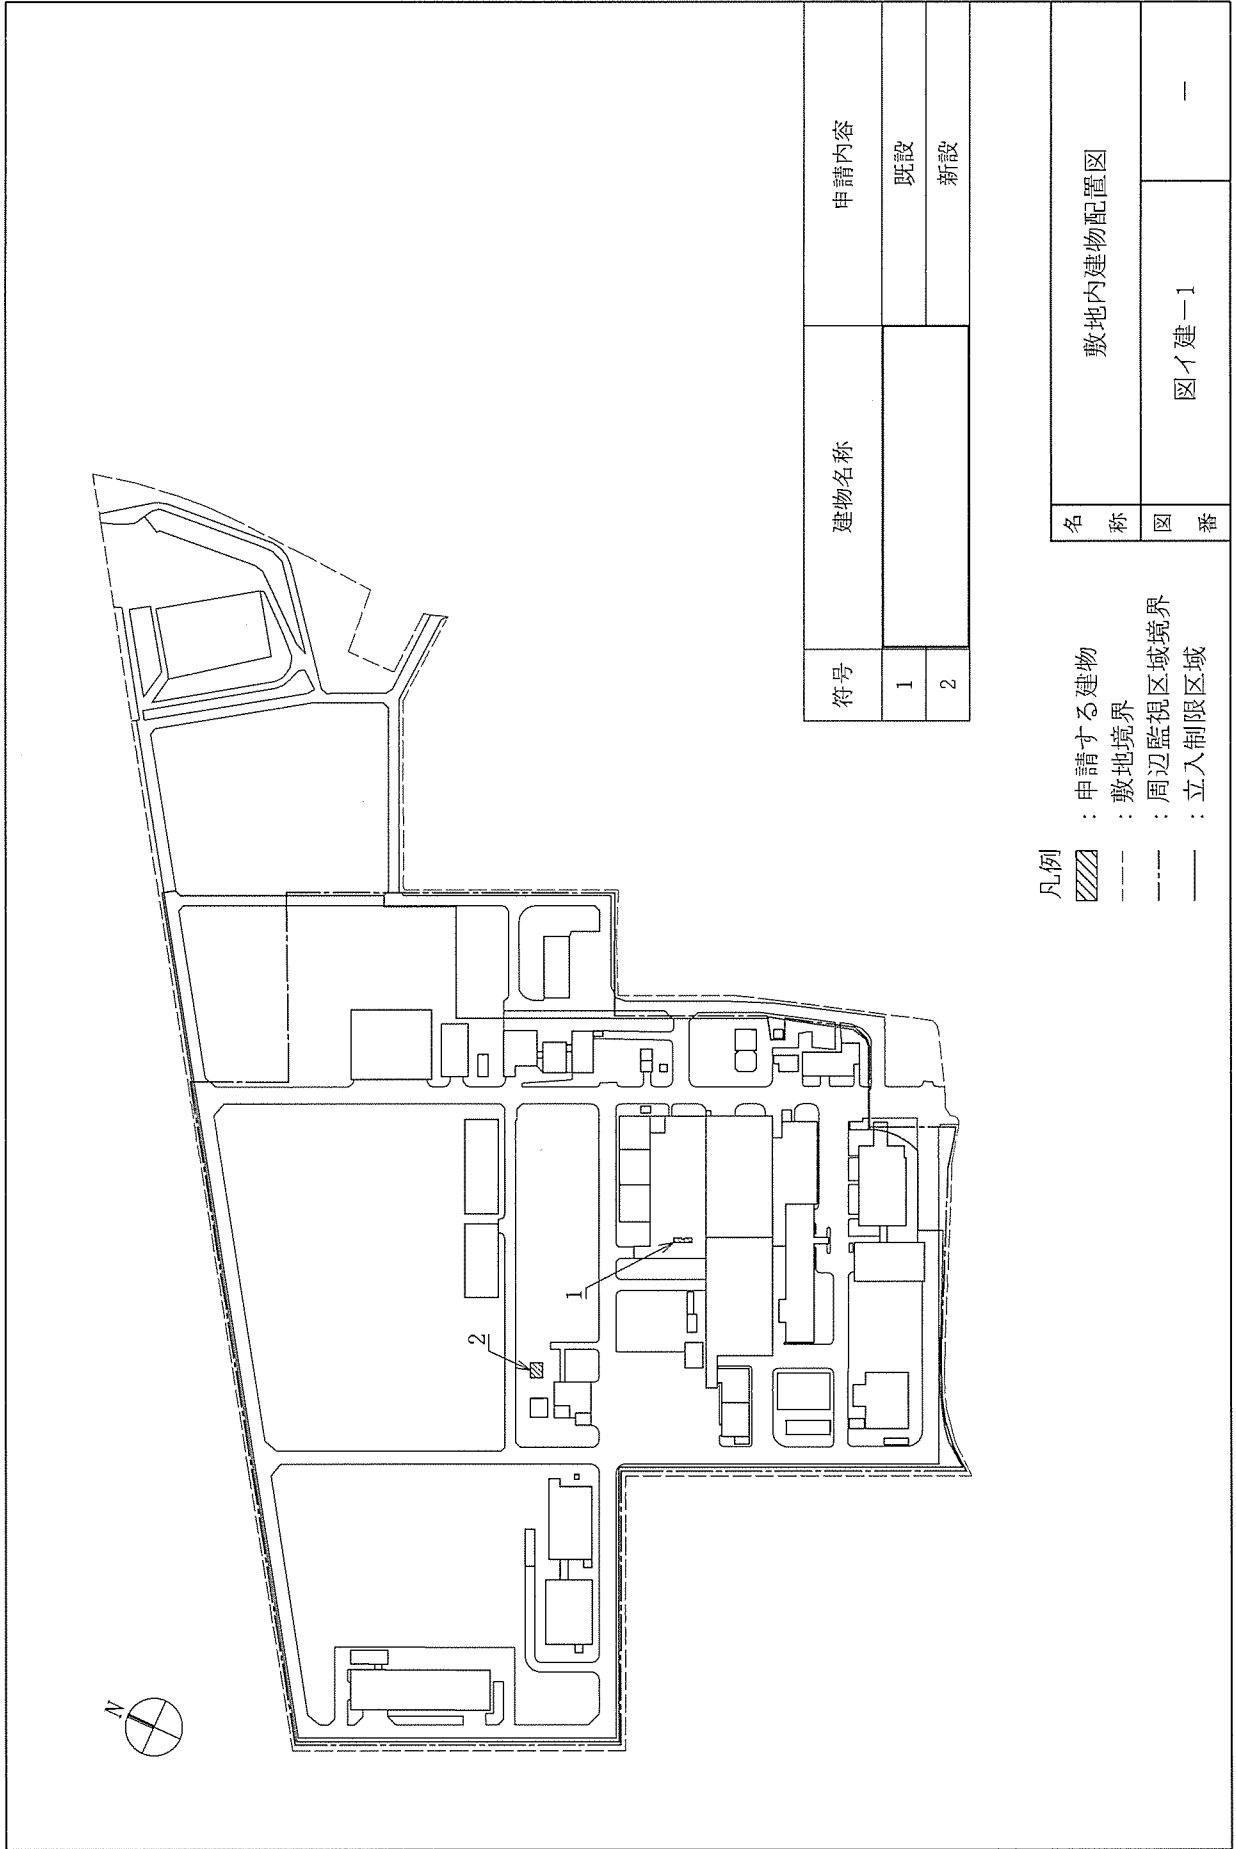 N
1
2
符号 建物名称 申請内容
1 既設
2 新設
凡例
：申請する建物
：敷地境界
：周辺監視区域境界
：立入制限区域
名称 敷地内建物配置図
図番 図イ建－1 －